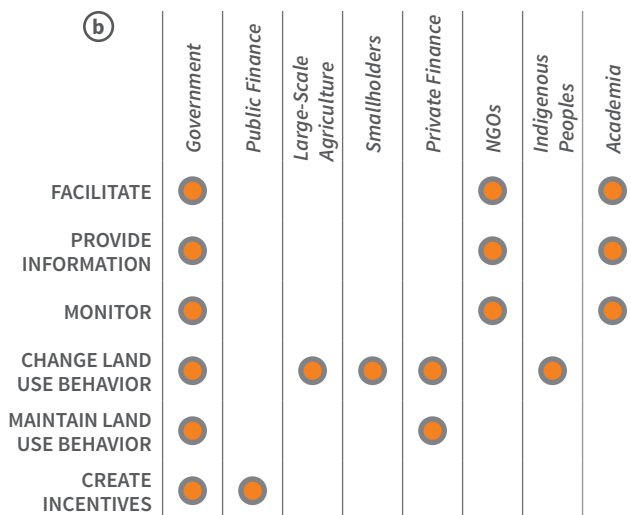 b
Government
Public Finance
Large-Scale
Agriculture
Smallholders
Private Finance
NGOs
Indigenous
Peoples
Academia
FACILITATE
PROVIDE
INFORMATION
MONITOR
CHANGE LAND
USE BEHAVIOR
MAINTAIN LAND
USE BEHAVIOR
CREATE
INCENTIVES